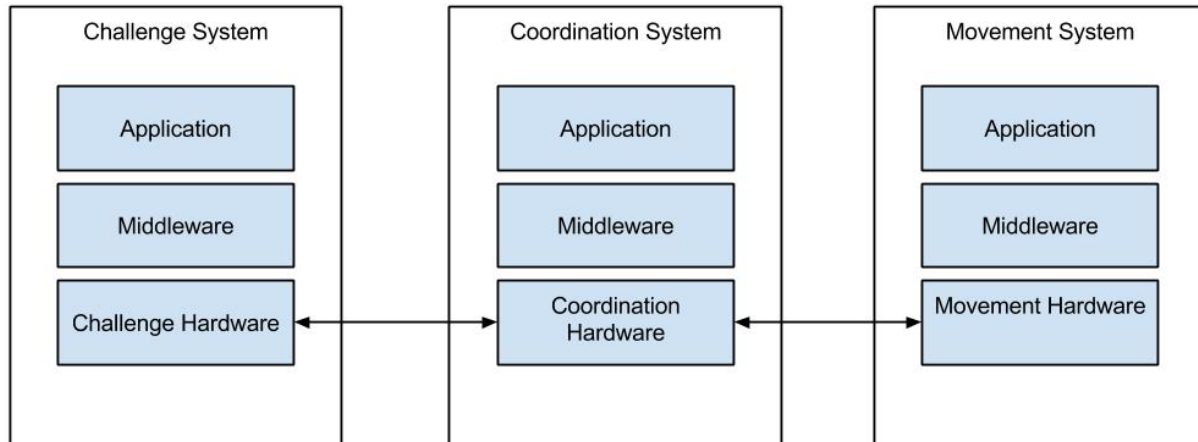 Challenge System
Application
Middleware
Challenge Hardware
Coordination System
Application
Middleware
Coordination
Hardware
Movement System
Application
Middleware
Movement Hardware